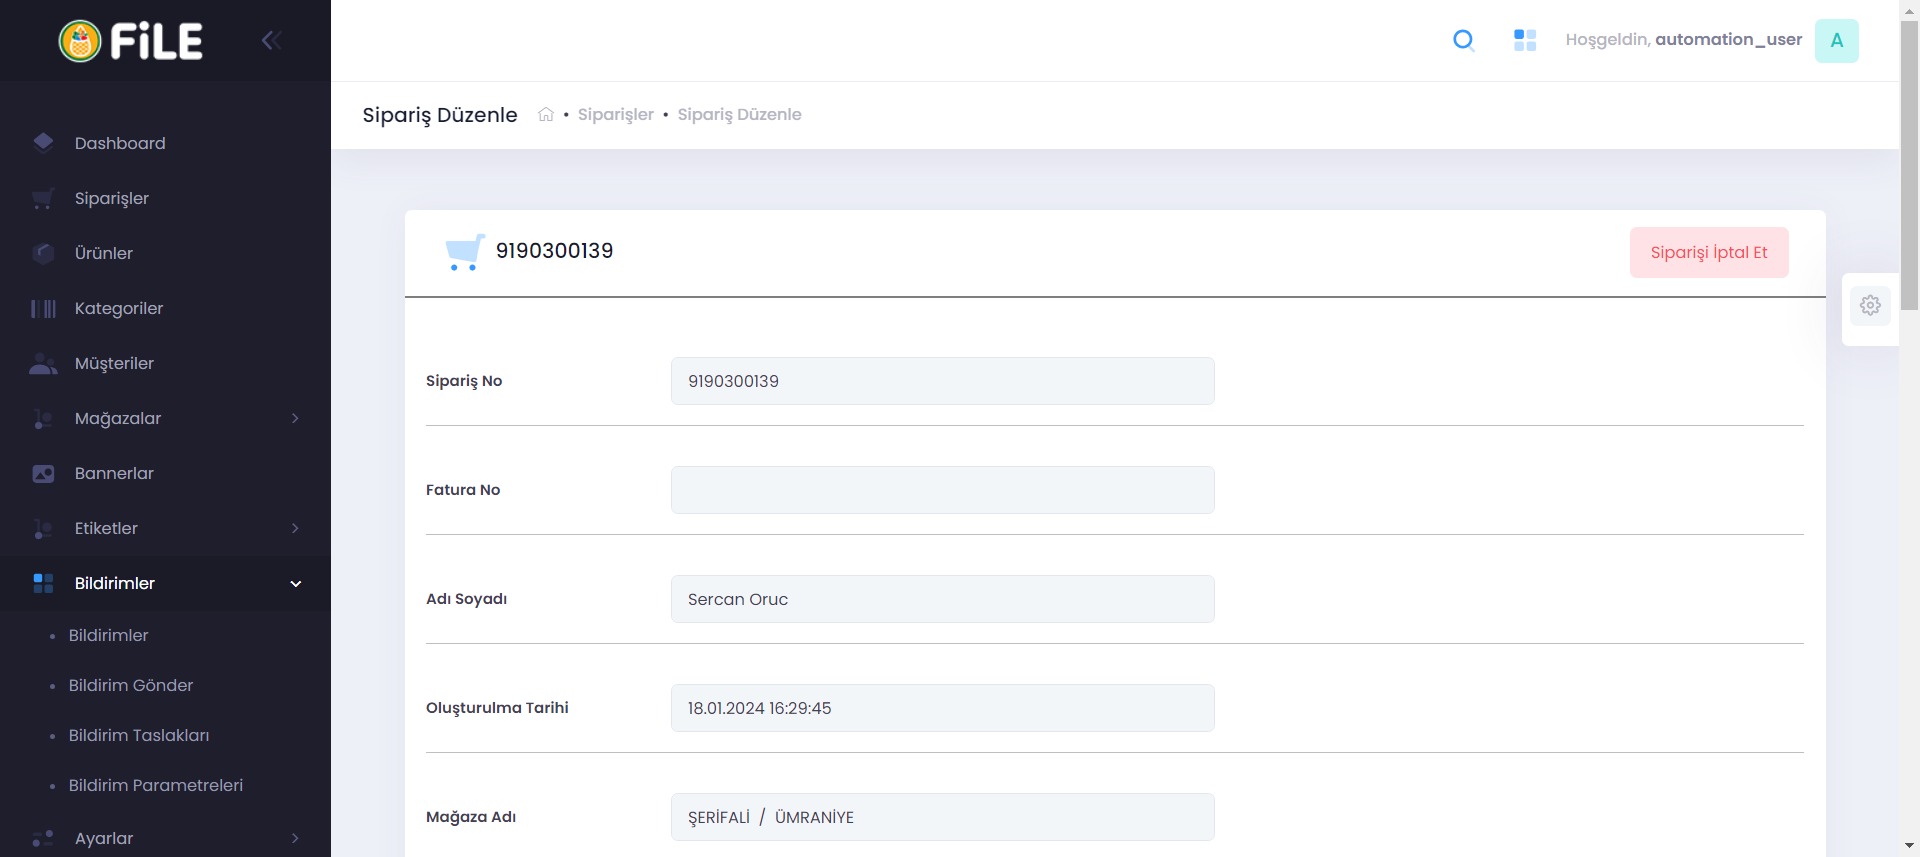 FiLE
Hoşgeldin, automation_user
A
Sipariş Düzenle
• Siparişler • Sipariş Düzenle
Dashboard
Siparişler
Ürünler
Kategoriler
Müşteriler
Mağazalar
Bannerlar
Etiketler
Bildirimler
• Bildirimler
• Bildirim Gönder
• Bildirim Taslakları
• Bildirim Parametreleri
Ayarlar
9190300139
Siparişi İptal Et
Sipariş No
9190300139
Fatura No
Adı Soyadı
Sercan Oruc
Oluşturulma Tarihi
18.01.2024 16:29:45
Mağaza Adı
ŞERİFALİ / ÜMRANİYE